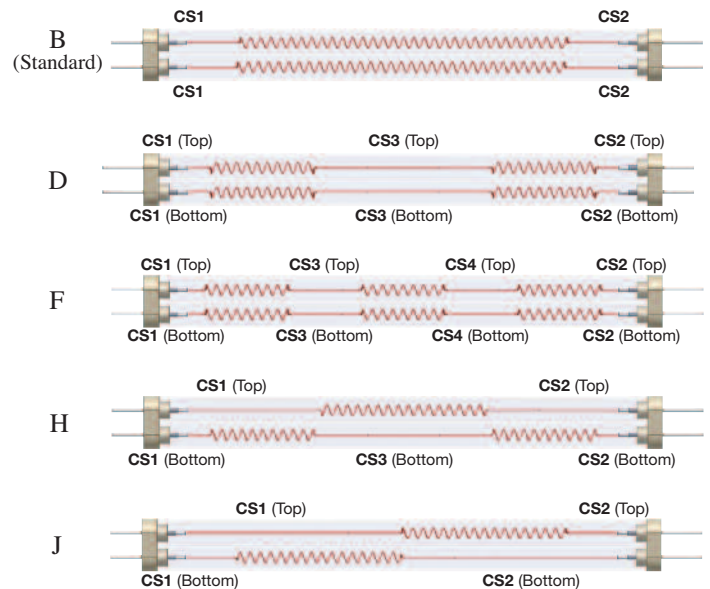 CS1 CS2
B
(Standard)
CS1 CS2
CS1 (Top) CS3 (Top) CS2 (Top)
D
CS1 (Bottom) CS3 (Bottom) CS2 (Bottom)
CS1 (Top) CS3 (Top) CS4 (Top) CS2 (Top)
F
CS1 (Bottom) CS3 (Bottom) CS4 (Bottom) CS2 (Bottom)
CS1 (Top) CS2 (Top)
H
CS1 (Bottom) CS3 (Bottom) CS2 (Bottom)
CS1 (Top) CS2 (Top)
J
CS1 (Bottom) CS2 (Bottom)